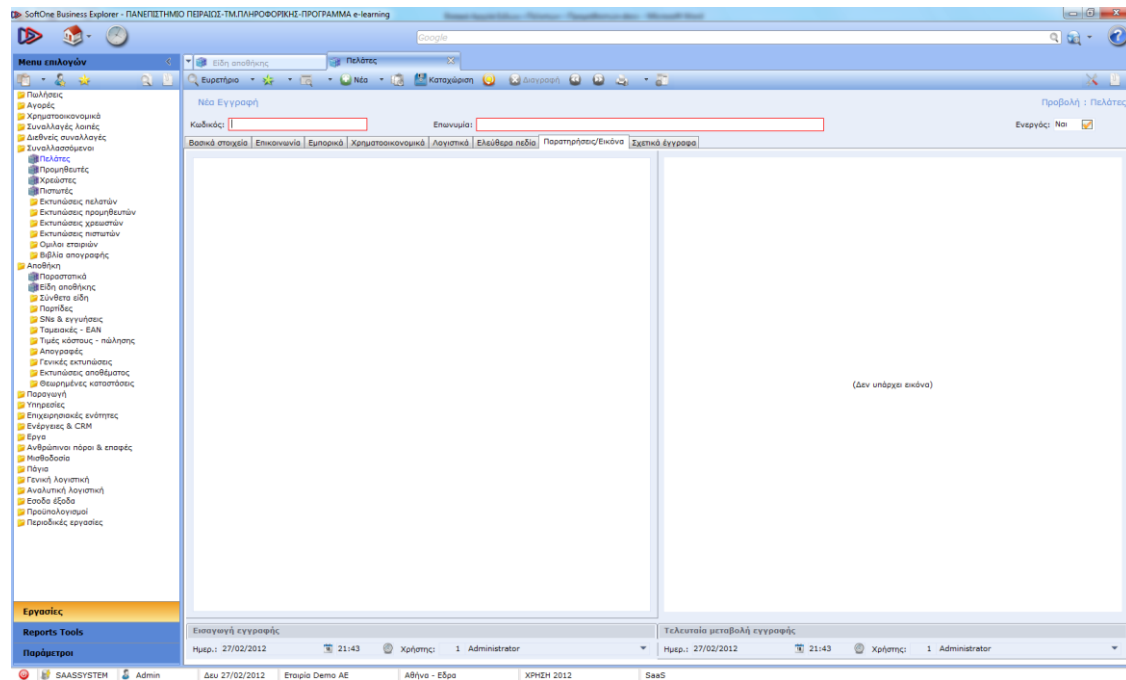 SoftOne Business Explorer - ΠΑΝΕΠΙΣΤΗΜΙΟ ΠΕΙΡΑΙΩΣ-ΤΜ.ΠΛΗΡΟΦΟΡΙΚΗΣ-ΠΡΟΓΡΑΜΜΑ e-learning
Google
Menu επιλογών
Είδη αποθήκης
Πελάτες
Ευρετήριο
Νέα
Καταχώριση
Διαγραφή
Νέα Εγγραφή
Προβολή : Πελάτες
Κωδικός:
Επωνυμία:
Ενεργός: Ναι
Βασικά στοιχεία Επικοινωνία Εμπορικά Χρηματοοικονομικά Λογιστικά Ελεύθερα πεδία Παρατηρήσεις/Εικόνα Σχετικά έγγραφα
Πωλήσεις
Αγορές
Χρηματοοικονομικά
Συναλλαγές λοιπές
Διεθνείς συναλλαγές
Συναλλασσόμενοι
Πελάτες
Προμηθευτές
Χρεώστες
Πιστωτές
Εκτυπώσεις πελατών
Εκτυπώσεις προμηθευτών
Εκτυπώσεις χρεωστών
Εκτυπώσεις πιστωτών
Ομιλοι εταιριών
Βιβλία απογραφής
Αποθήκη
Παραστατικά
Είδη αποθήκης
Σύνθετα είδη
Παρτίδες
SNs & εγγυήσεις
Ταμειακές - EAN
Τιμές κόστους - πώλησης
Απογραφές
Γενικές εκτυπώσεις
Εκτυπώσεις αποθέματος
Θεωρημένες καταστάσεις
Παραγωγή
Υπηρεσίες
Επιχειρησιακές ενότητες
Ενέργειες & CRM
Εργα
Ανθρώπινοι πόροι & επαφές
Μισθοδοσία
Πάγια
Γενική λογιστική
Αναλυτική λογιστική
Εσοδα έξοδα
Προϋπολογισμοί
Περιοδικές εργασίες
(Δεν υπάρχει εικόνα)
Εργασίες
Reports Tools
Παράμετροι
Εισαγωγή εγγραφής
Ημερ.: 27/02/2012 21:43 Χρήστης: 1 Administrator
Τελευταία μεταβολή εγγραφής
Ημερ.: 27/02/2012 21:43 Χρήστης: 1 Administrator
SAASSYSTEM Admin Δευ 27/02/2012 Εταιρία Demo ΑΕ Αθήνα - Εδρα ΧΡΗΣΗ 2012 SaaS